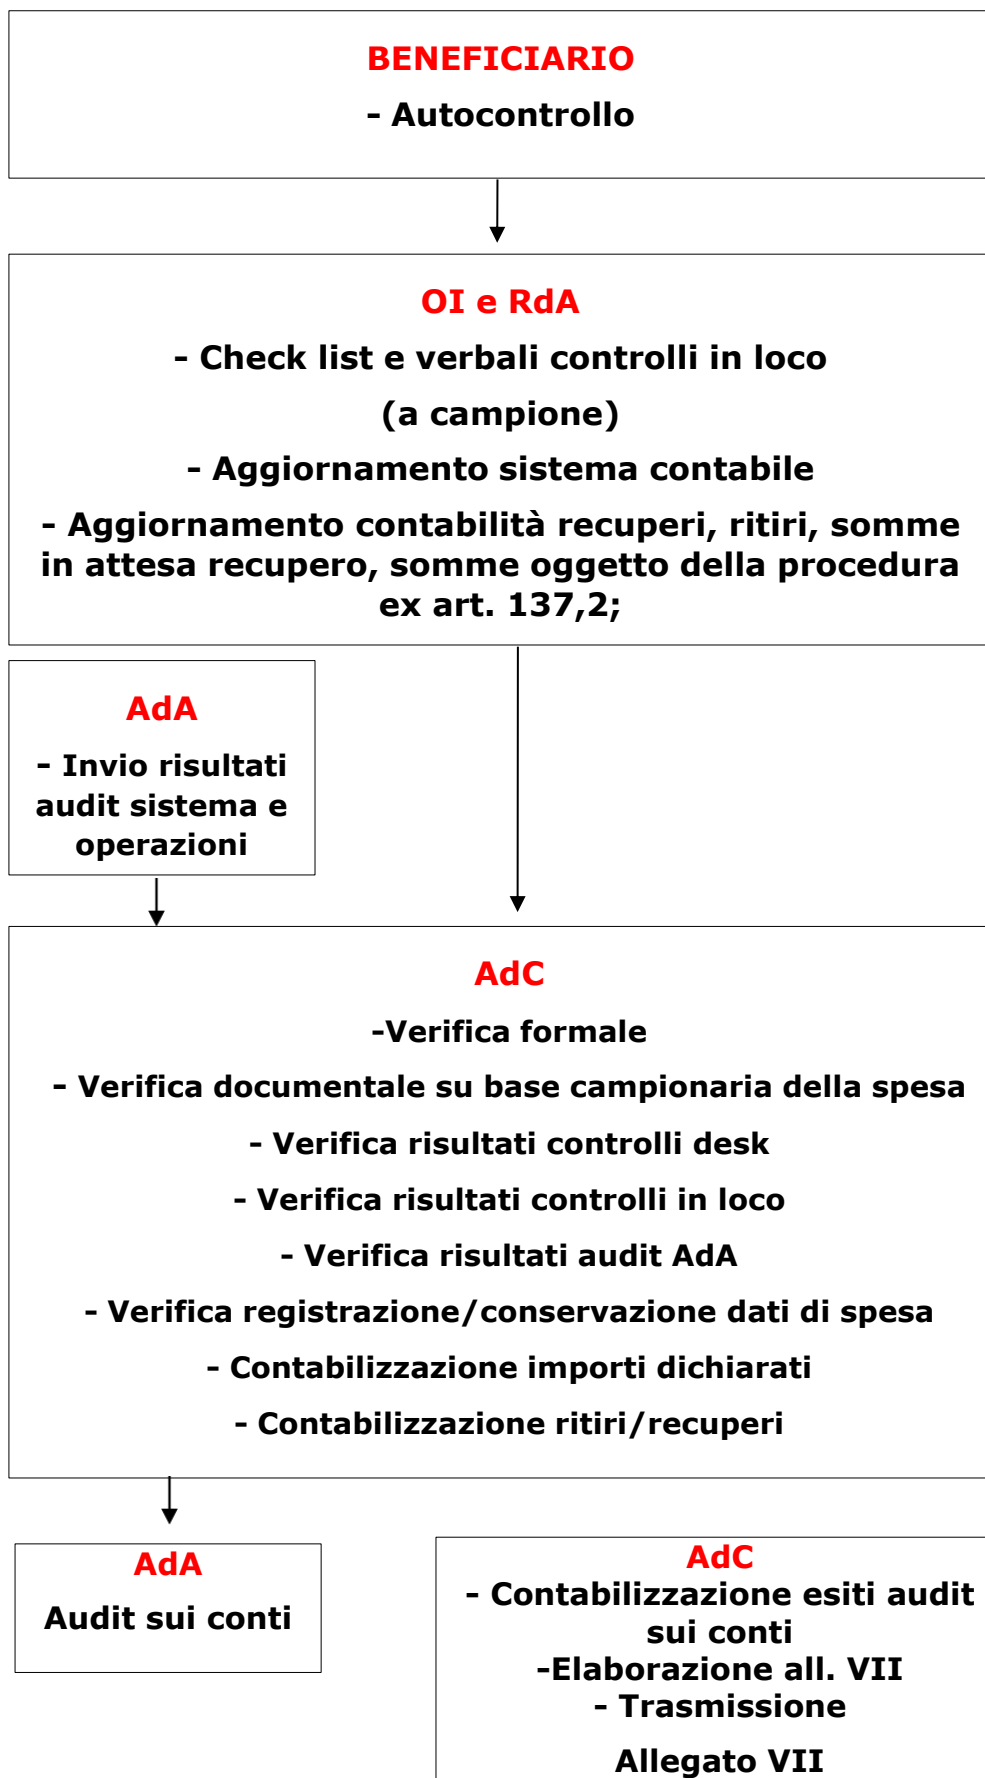 BENEFICIARIO
- Autocontrollo
OI e RdA
- Check list e verbali controlli in loco
(a campione)
- Aggiornamento sistema contabile
- Aggiornamento contabilità recuperi, ritiri, somme
in attesa recupero, somme oggetto della procedura
ex art. 137,2;
AdA
- Invio risultati
audit sistema e
operazioni
AdC
-Verifica formale
- Verifica documentale su base campionaria della spesa
- Verifica risultati controlli desk
- Verifica risultati controlli in loco
- Verifica risultati audit AdA
- Verifica registrazione/conservazione dati di spesa
- Contabilizzazione importi dichiarati
- Contabilizzazione ritiri/recuperi
AdA
Audit sui conti
AdC
- Contabilizzazione esiti audit
sui conti
-Elaborazione all. VII
- Trasmissione
Allegato VII